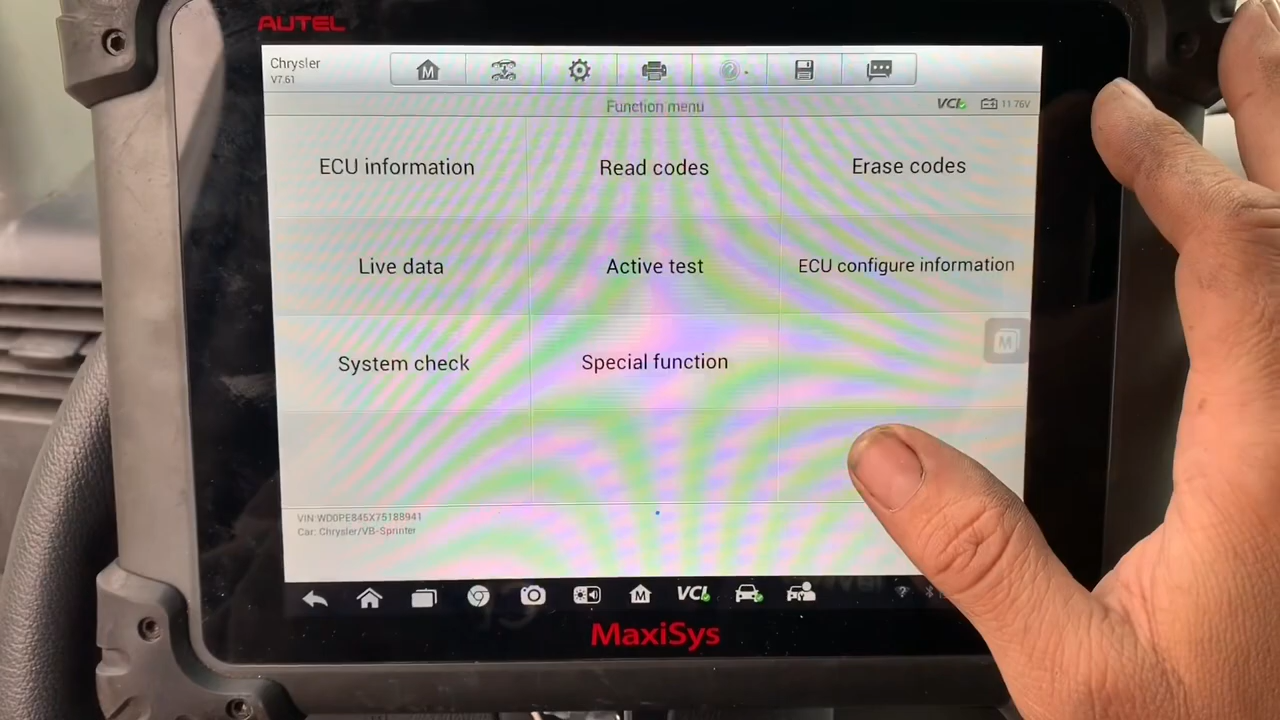 AUTEL
Chrysler
V7.61
M
Function menu
VCI
11.76V
ECU information
Read codes
Erase codes
Live data
Active test
ECU configure information
M
System check
Special function
VIN:WD0PE845X75188941
Car: Chrysler/VB-Sprinter
M
VCI
MaxiSys